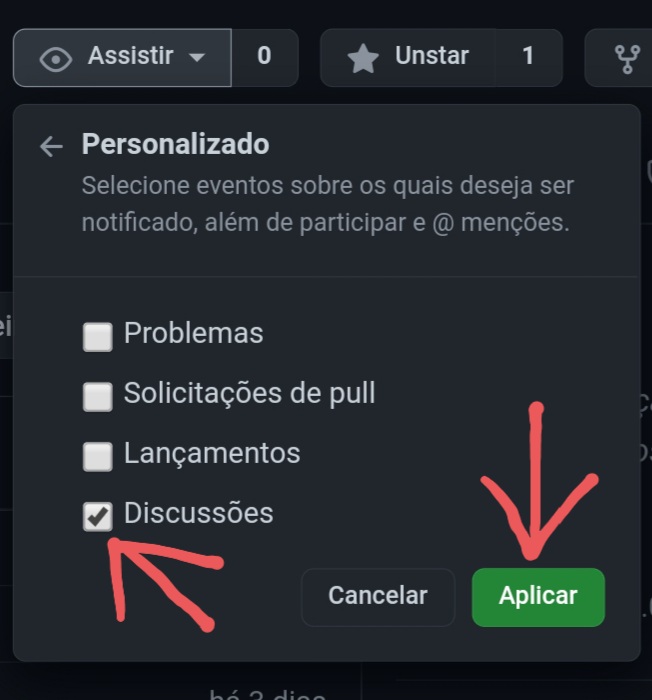 Assistir 0 Unstar 1
Personalizado
Selecione eventos sobre os quais deseja ser
notificado, além de participar e @ menções.
Problemas
Solicitações de pull
Lançamentos
Discussões
Cancelar Aplicar